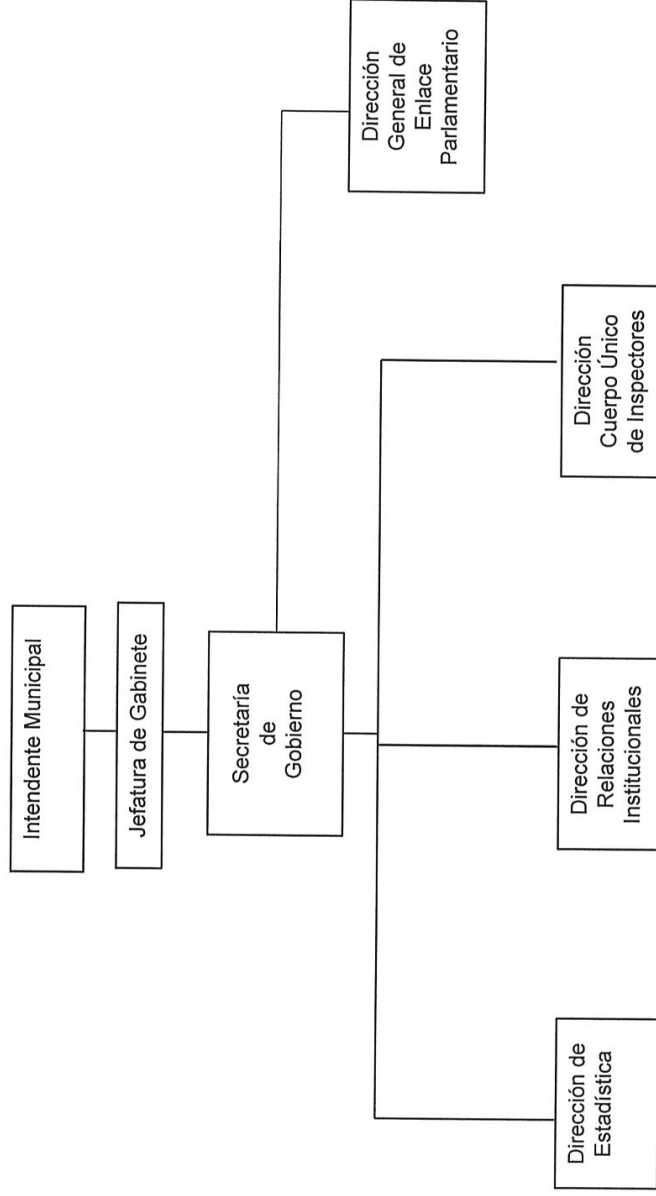 Intendente Municipal
Jefatura de Gabinete
Secretaría
de
Gobierno
Dirección
General de
Enlace
Parlamentario
Dirección de
Estadística
Dirección de
Relaciones
Institucionales
Dirección
Cuerpo Único
de Inspectores